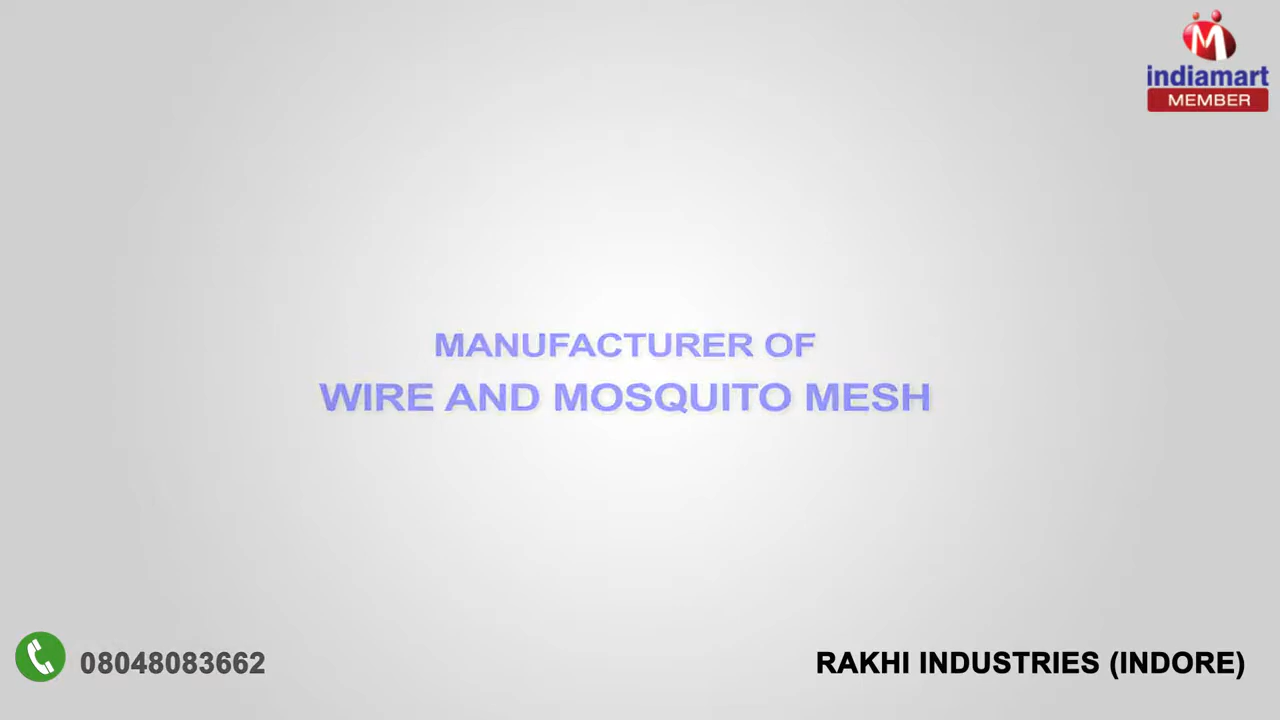 indiamart
MEMBER
MANUFACTURER OF
WIRE AND MOSQUITO MESH
08048083662
RAKHI INDUSTRIES (INDORE)